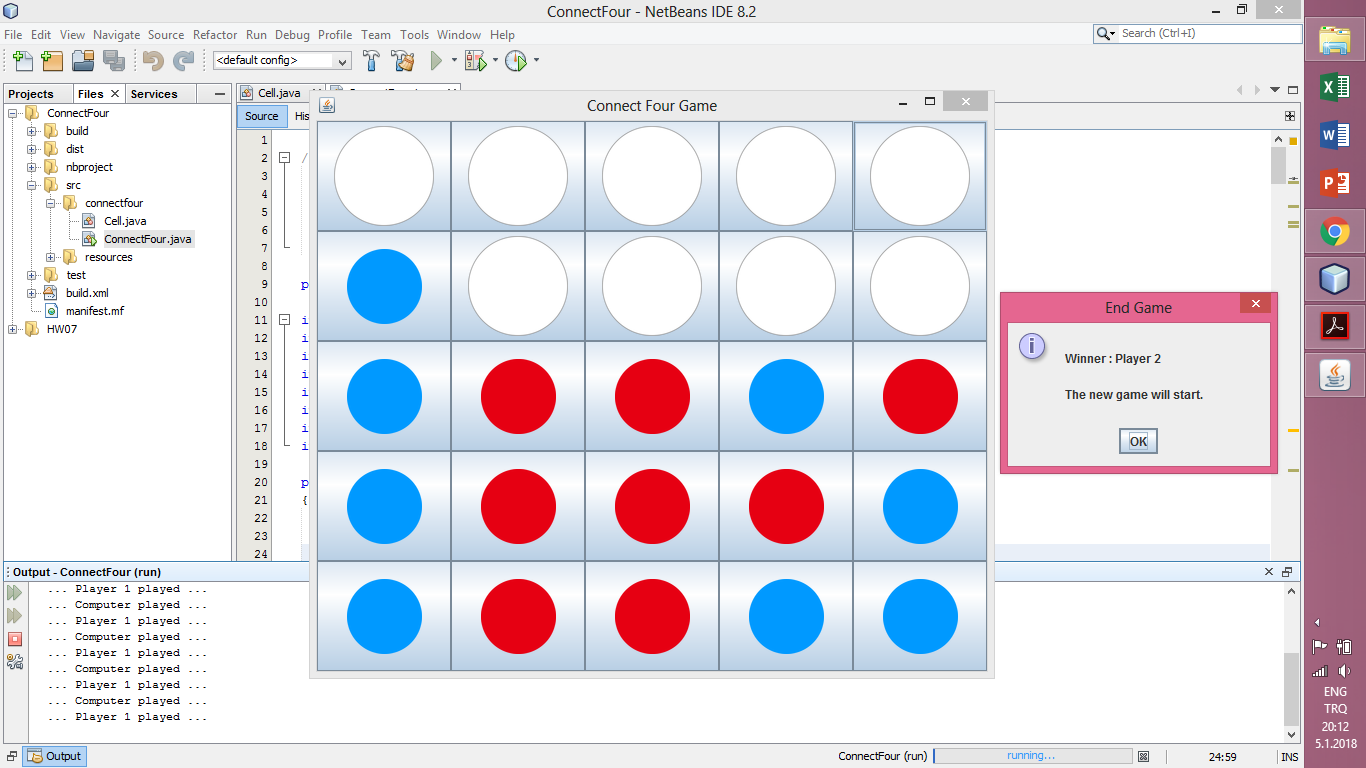 ConnectFour - NetBeans IDE 8.2
File Edit View Navigate Source Refactor Run Debug Profile Team Tools Window Help
Search (Ctrl+I)
<default config>
Projects Files Services
Cell.java
Source His
ConnectFour
build
dist
nbproject
src
connectfour
Cell.java
ConnectFour.java
resources
test
build.xml
manifest.mf
HW07
1
2 /
3
4
5
6
7
8
9 p
10
11 i
12 i
13 i
14 i
15 i
16 i
17 i
18 i
19
20 p
21 {
22
23
24
Connect Four Game
End Game
Winner : Player 2
The new game will start.
OK
Output - ConnectFour (run)
... Player 1 played ...
... Computer played ...
... Player 1 played ...
... Computer played ...
... Player 1 played ...
... Computer played ...
... Player 1 played ...
... Computer played ...
... Player 1 played ...
Output
ConnectFour (run) running... 24:59 INS
ENG
TRQ
20:12
5.1.2018